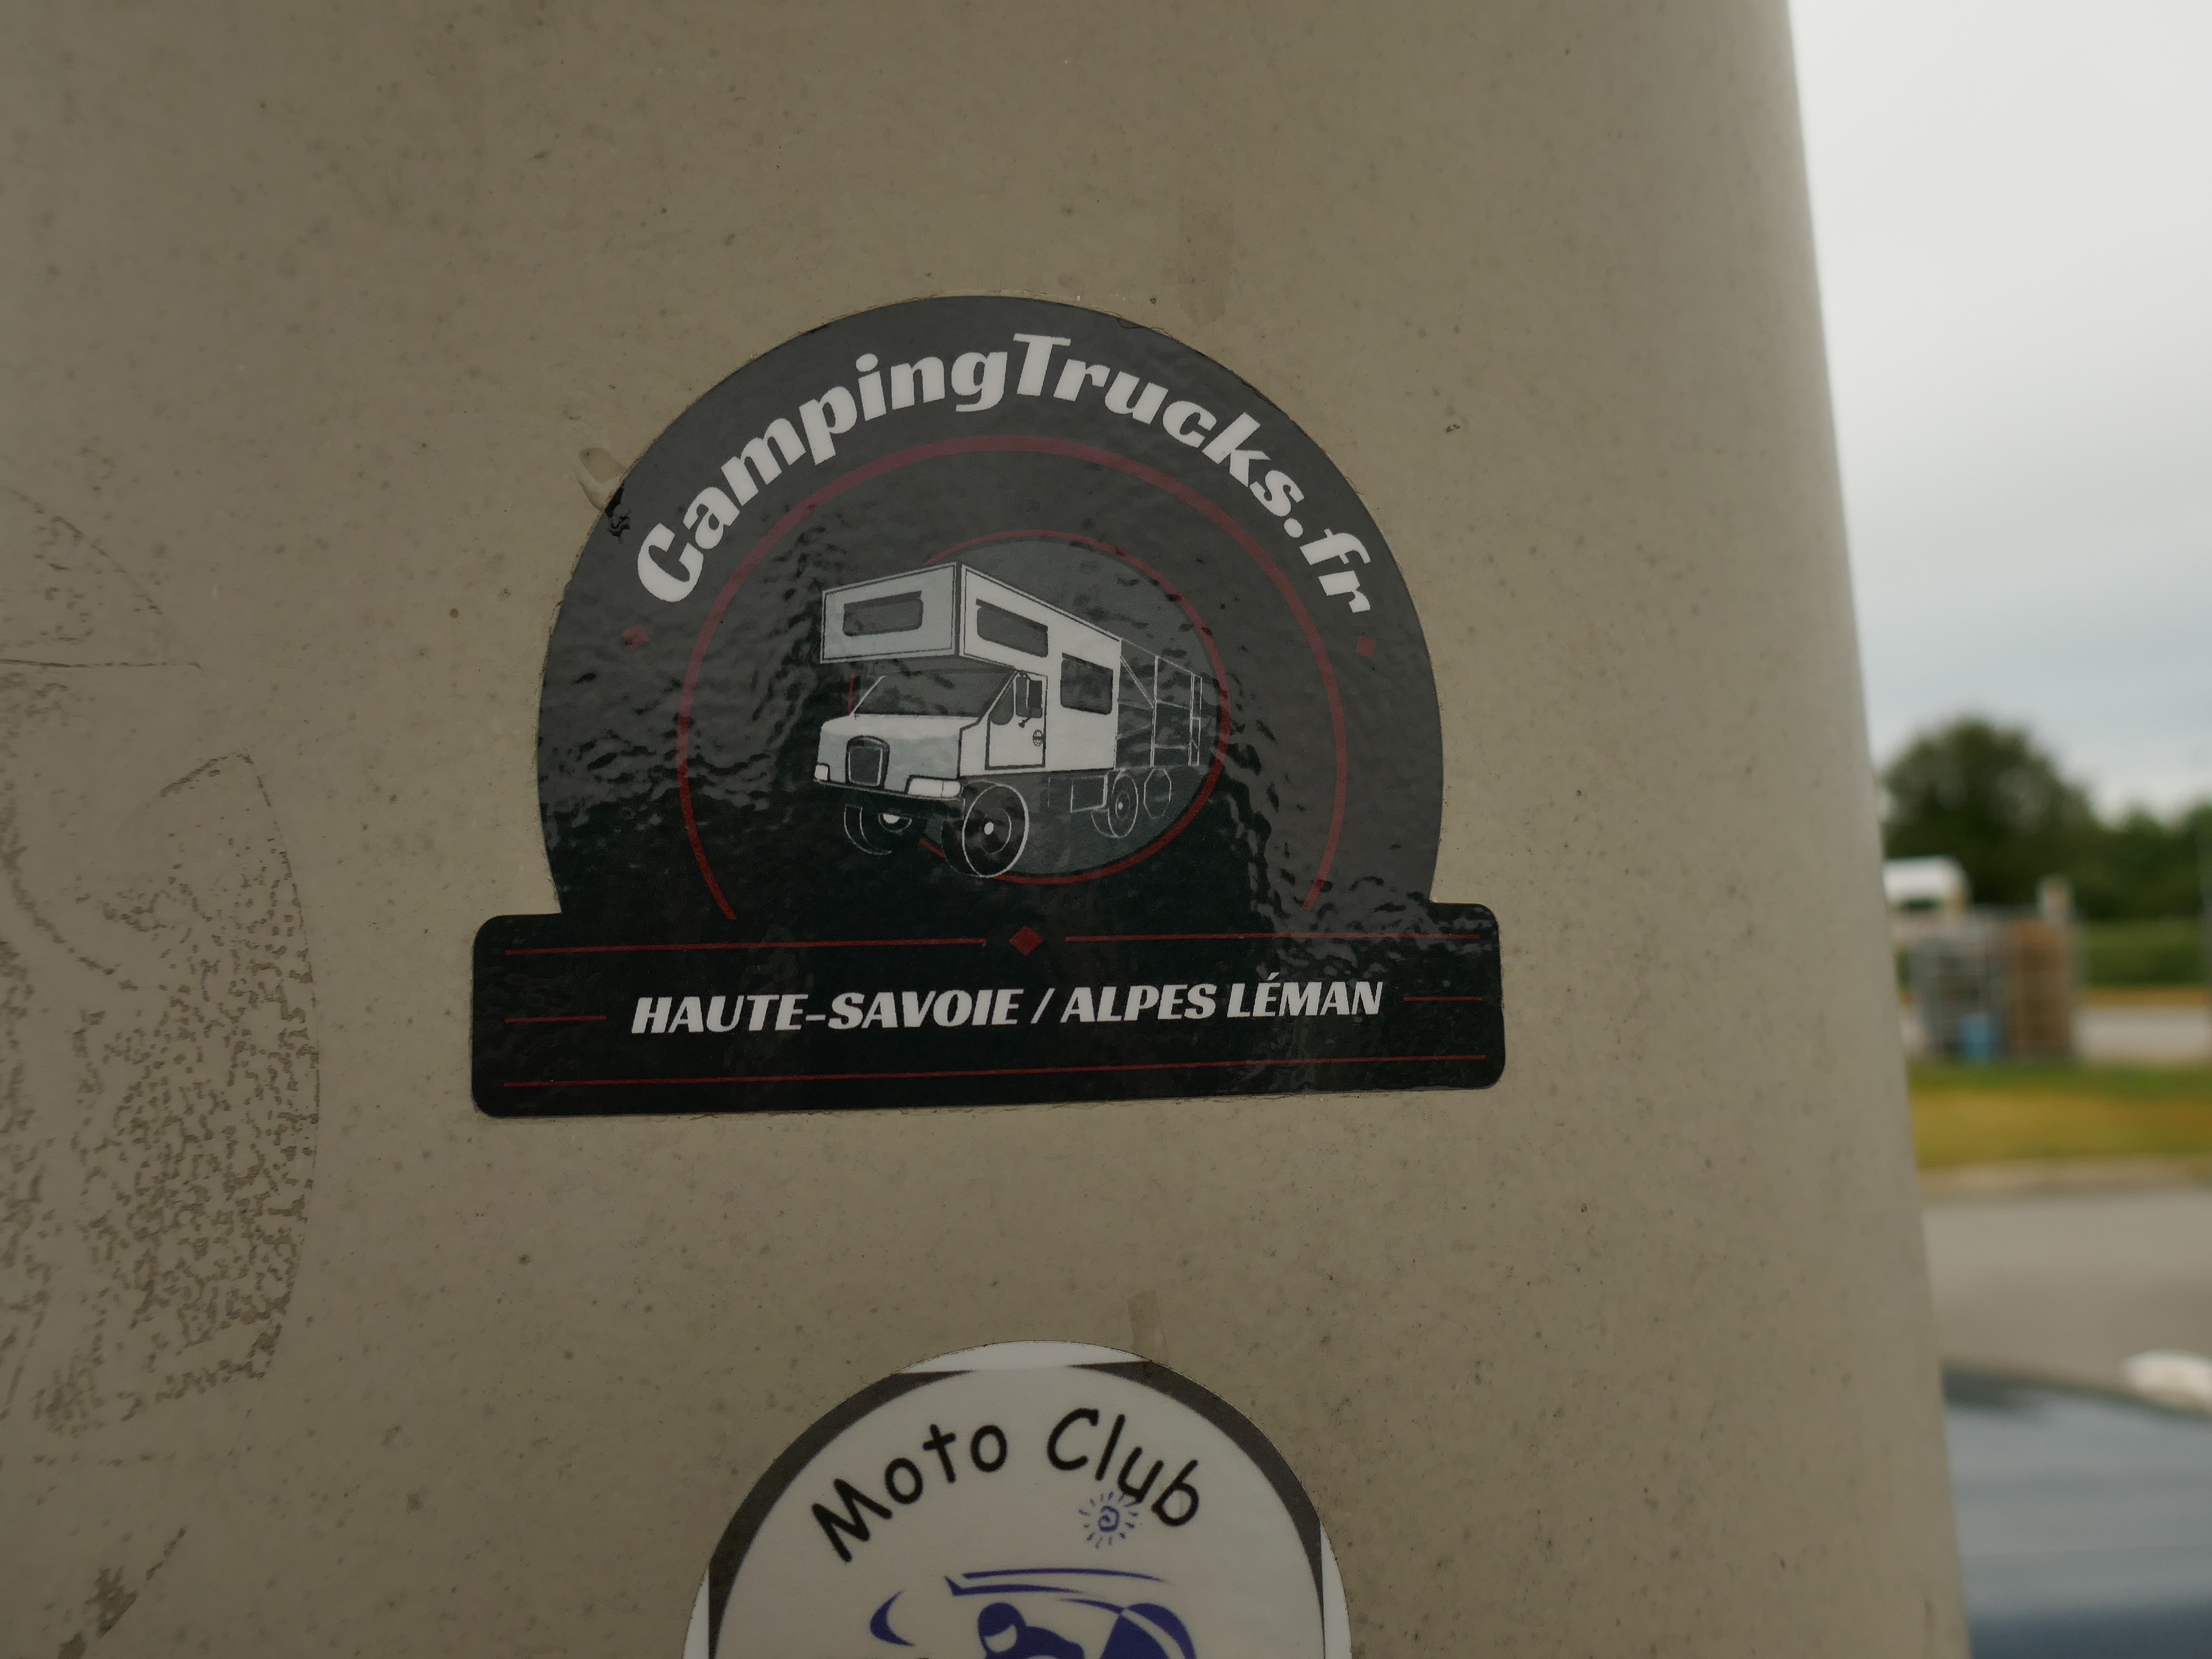 CampingTrucks.fr
HAUTE-SAVOIE / ALPES LÉMAN
Moto Club